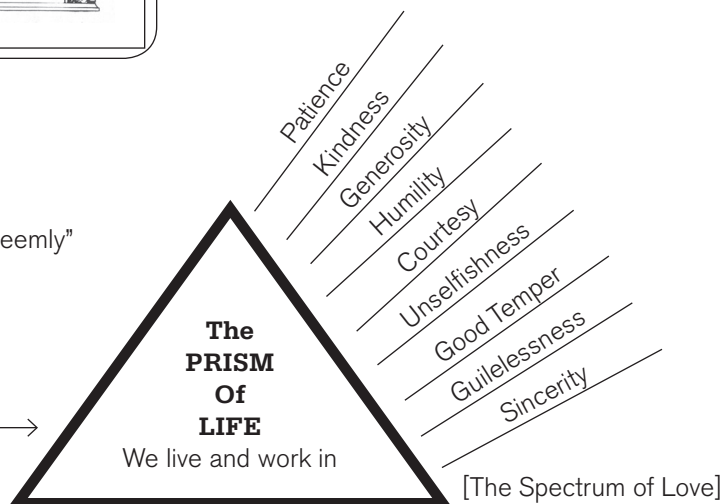 Patience
Kindness
Generosity
Humility
Courtesy
Unselfishness
Good Temper
Guilelessness
Sincerity
eemly”
The
PRISM
Of
LIFE
We live and work in
[The Spectrum of Love]